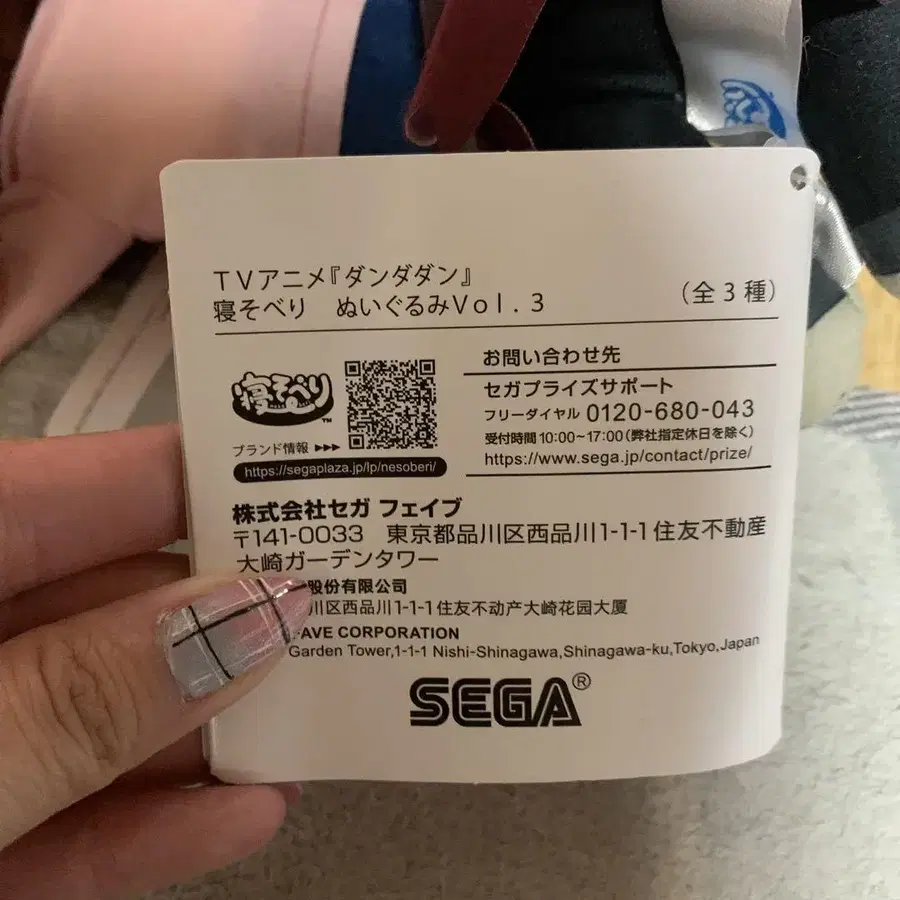 TVアニメ『ダンダダン』
寝そべり ぬいぐるみVol.3 (全3種)
寝そべり™
ブランド情報 ▶▶▶
https://segaplaza.jp/lp/nesoberi/
お問い合わせ先
セガプライズサポート
フリーダイヤル 0120-680-043
受付時間 10:00~17:00(弊社指定休日を除く)
https://www.sega.jp/contact/prize/
株式会社セガ フェイブ
〒141-0033 東京都品川区西品川1-1-1住友不動産
大崎ガーデンタワー
股份有限公司
川区西品川1-1-1住友不动产大崎花园大厦
-AVE CORPORATION
Garden Tower,1-1-1 Nishi-Shinagawa,Shinagawa-ku,Tokyo,Japan
SEGA®